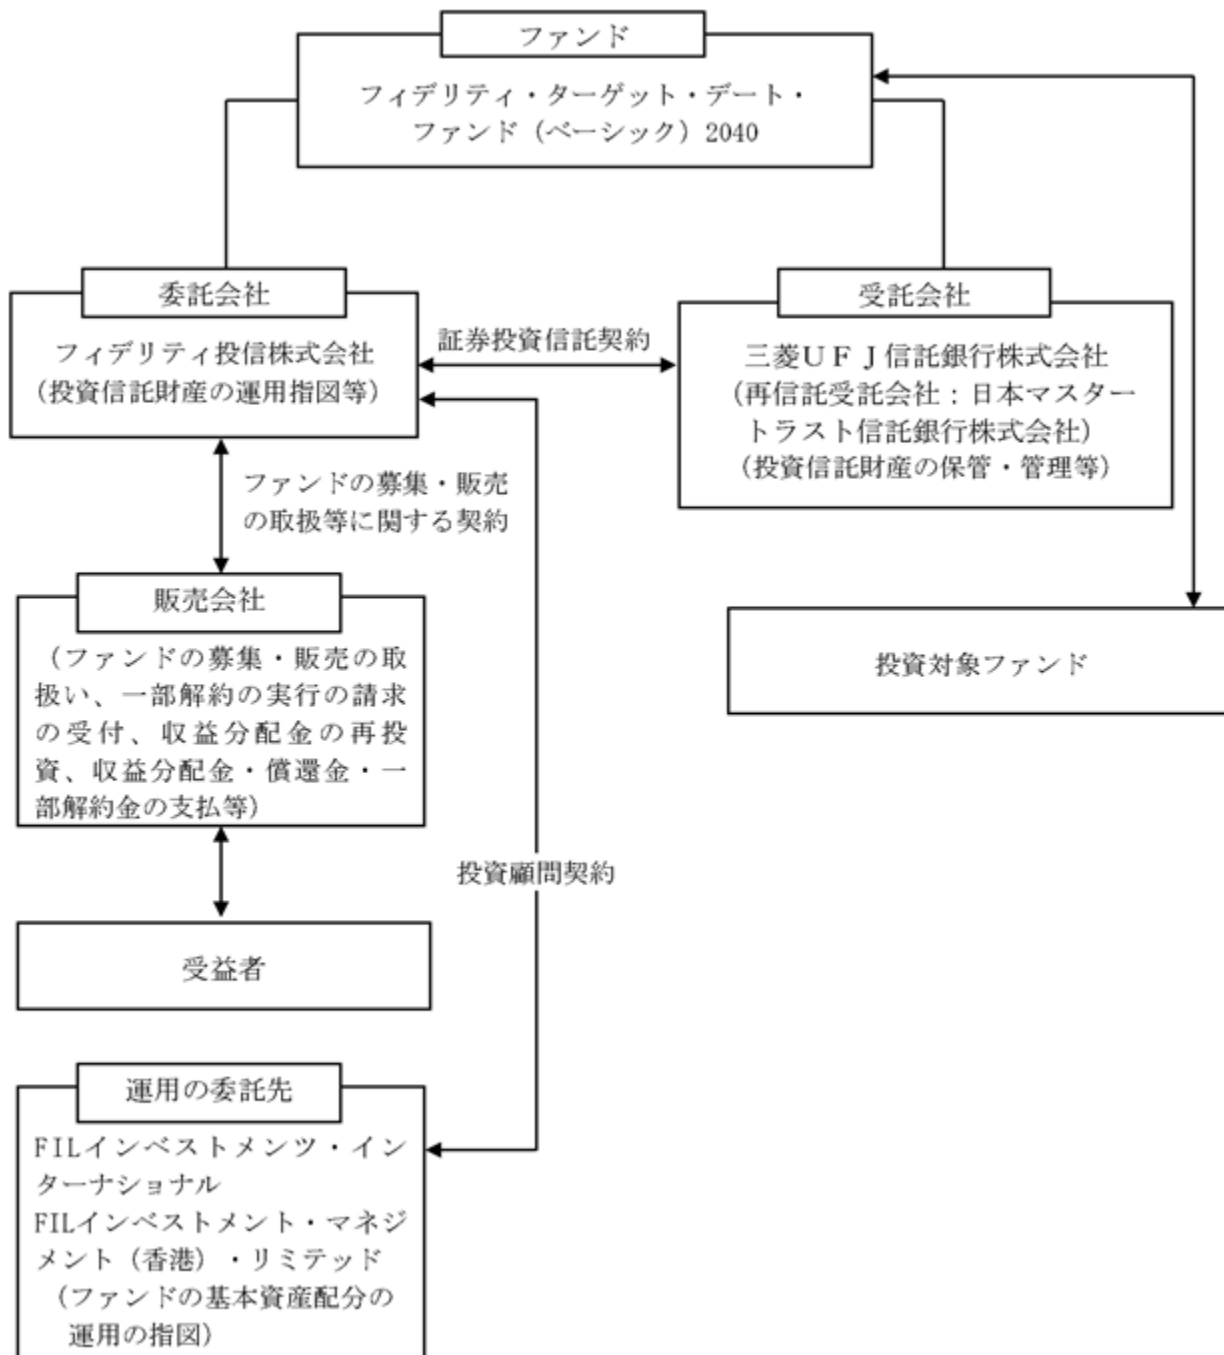 ファンド
フィデリティ・ターゲット・デート・
ファンド(ベーシック)2040
委託会社
フィデリティ投信株式会社
(投資信託財産の運用指図等)
証券投資信託契約
受託会社
三菱UFJ信託銀行株式会社
(再信託受託会社:日本マスター
トラスト信託銀行株式会社)
(投資信託財産の保管・管理等)
ファンドの募集・販売
の取扱等に関する契約
販売会社
(ファンドの募集・販売の取
扱い、一部解約の実行の請求
の受付、収益分配金の再投
資、収益分配金・償還金・一
部解約金の支払等)
投資対象ファンド
投資顧問契約
受益者
運用の委託先
FILインベストメンツ・イン
ターナショナル
FILインベストメント・マネジ
メント(香港)・リミテッド
(ファンドの基本資産配分の
運用の指図)